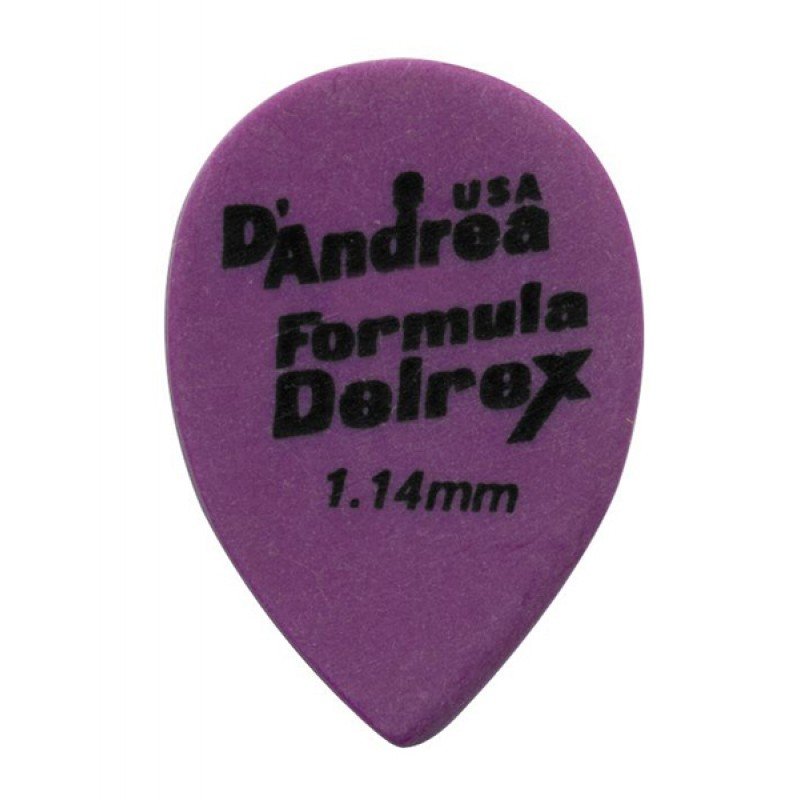 D'Andrea USA
Formula
Delrex
1.14mm